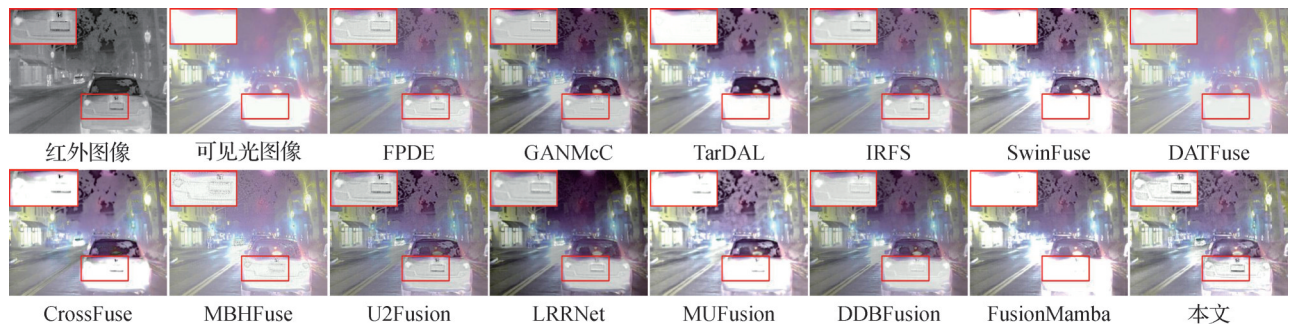 红外图像 可见光图像 FPDE GANMcC TarDAL IRFS SwinFuse DATFuse
CrossFuse MBHFuse U2Fusion LRRNet MUFusion DDBFusion FusionMamba 本文